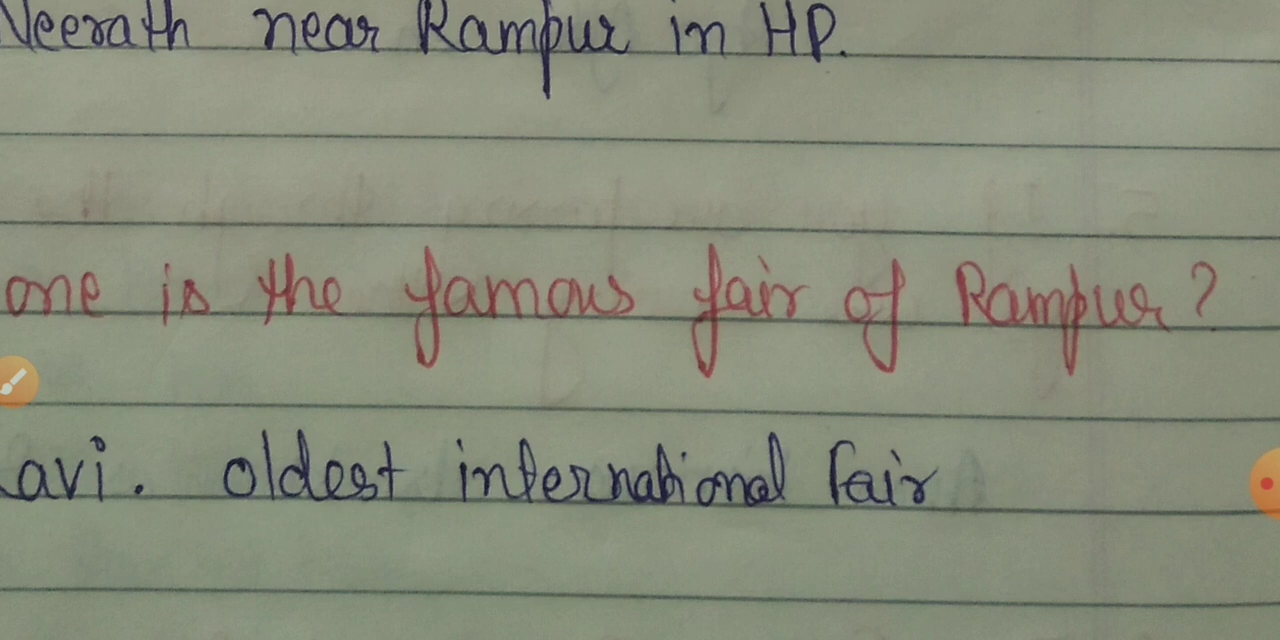 Neerath near Rampur in HP.
one is the famous fair of Rampur?
avi. oldest international fair